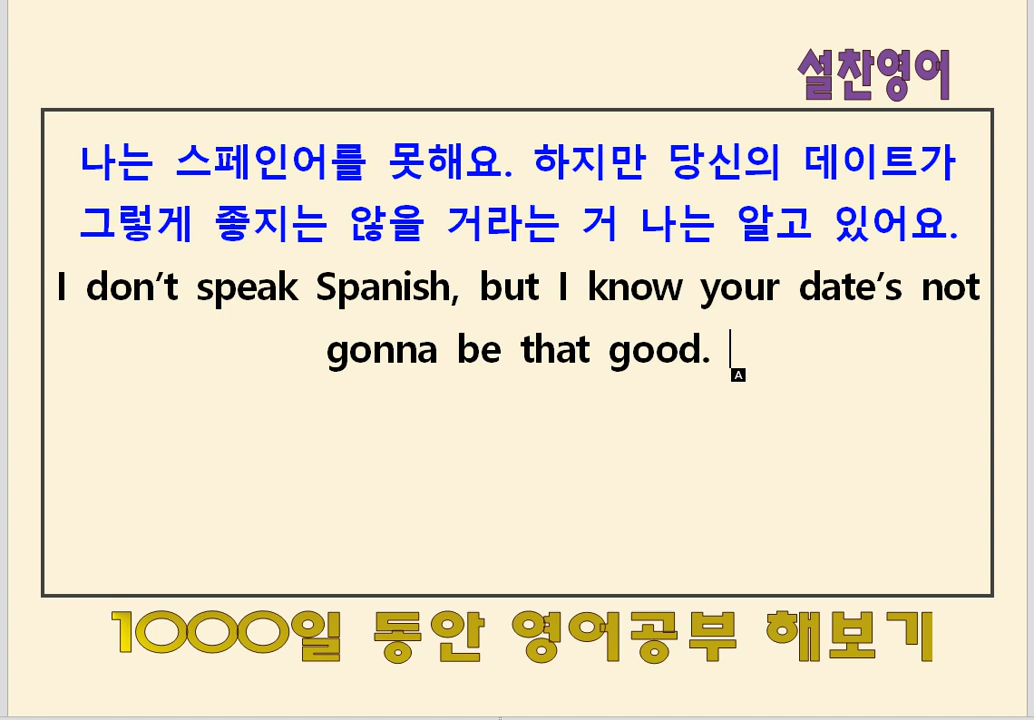 설찬영어
나는 스페인어를 못해요. 하지만 당신의 데이트가
그렇게 좋지는 않을 거라는 거 나는 알고 있어요.
I don’t speak Spanish, but I know your date’s not
gonna be that good.
A
1000일 동안 영어공부 해보기